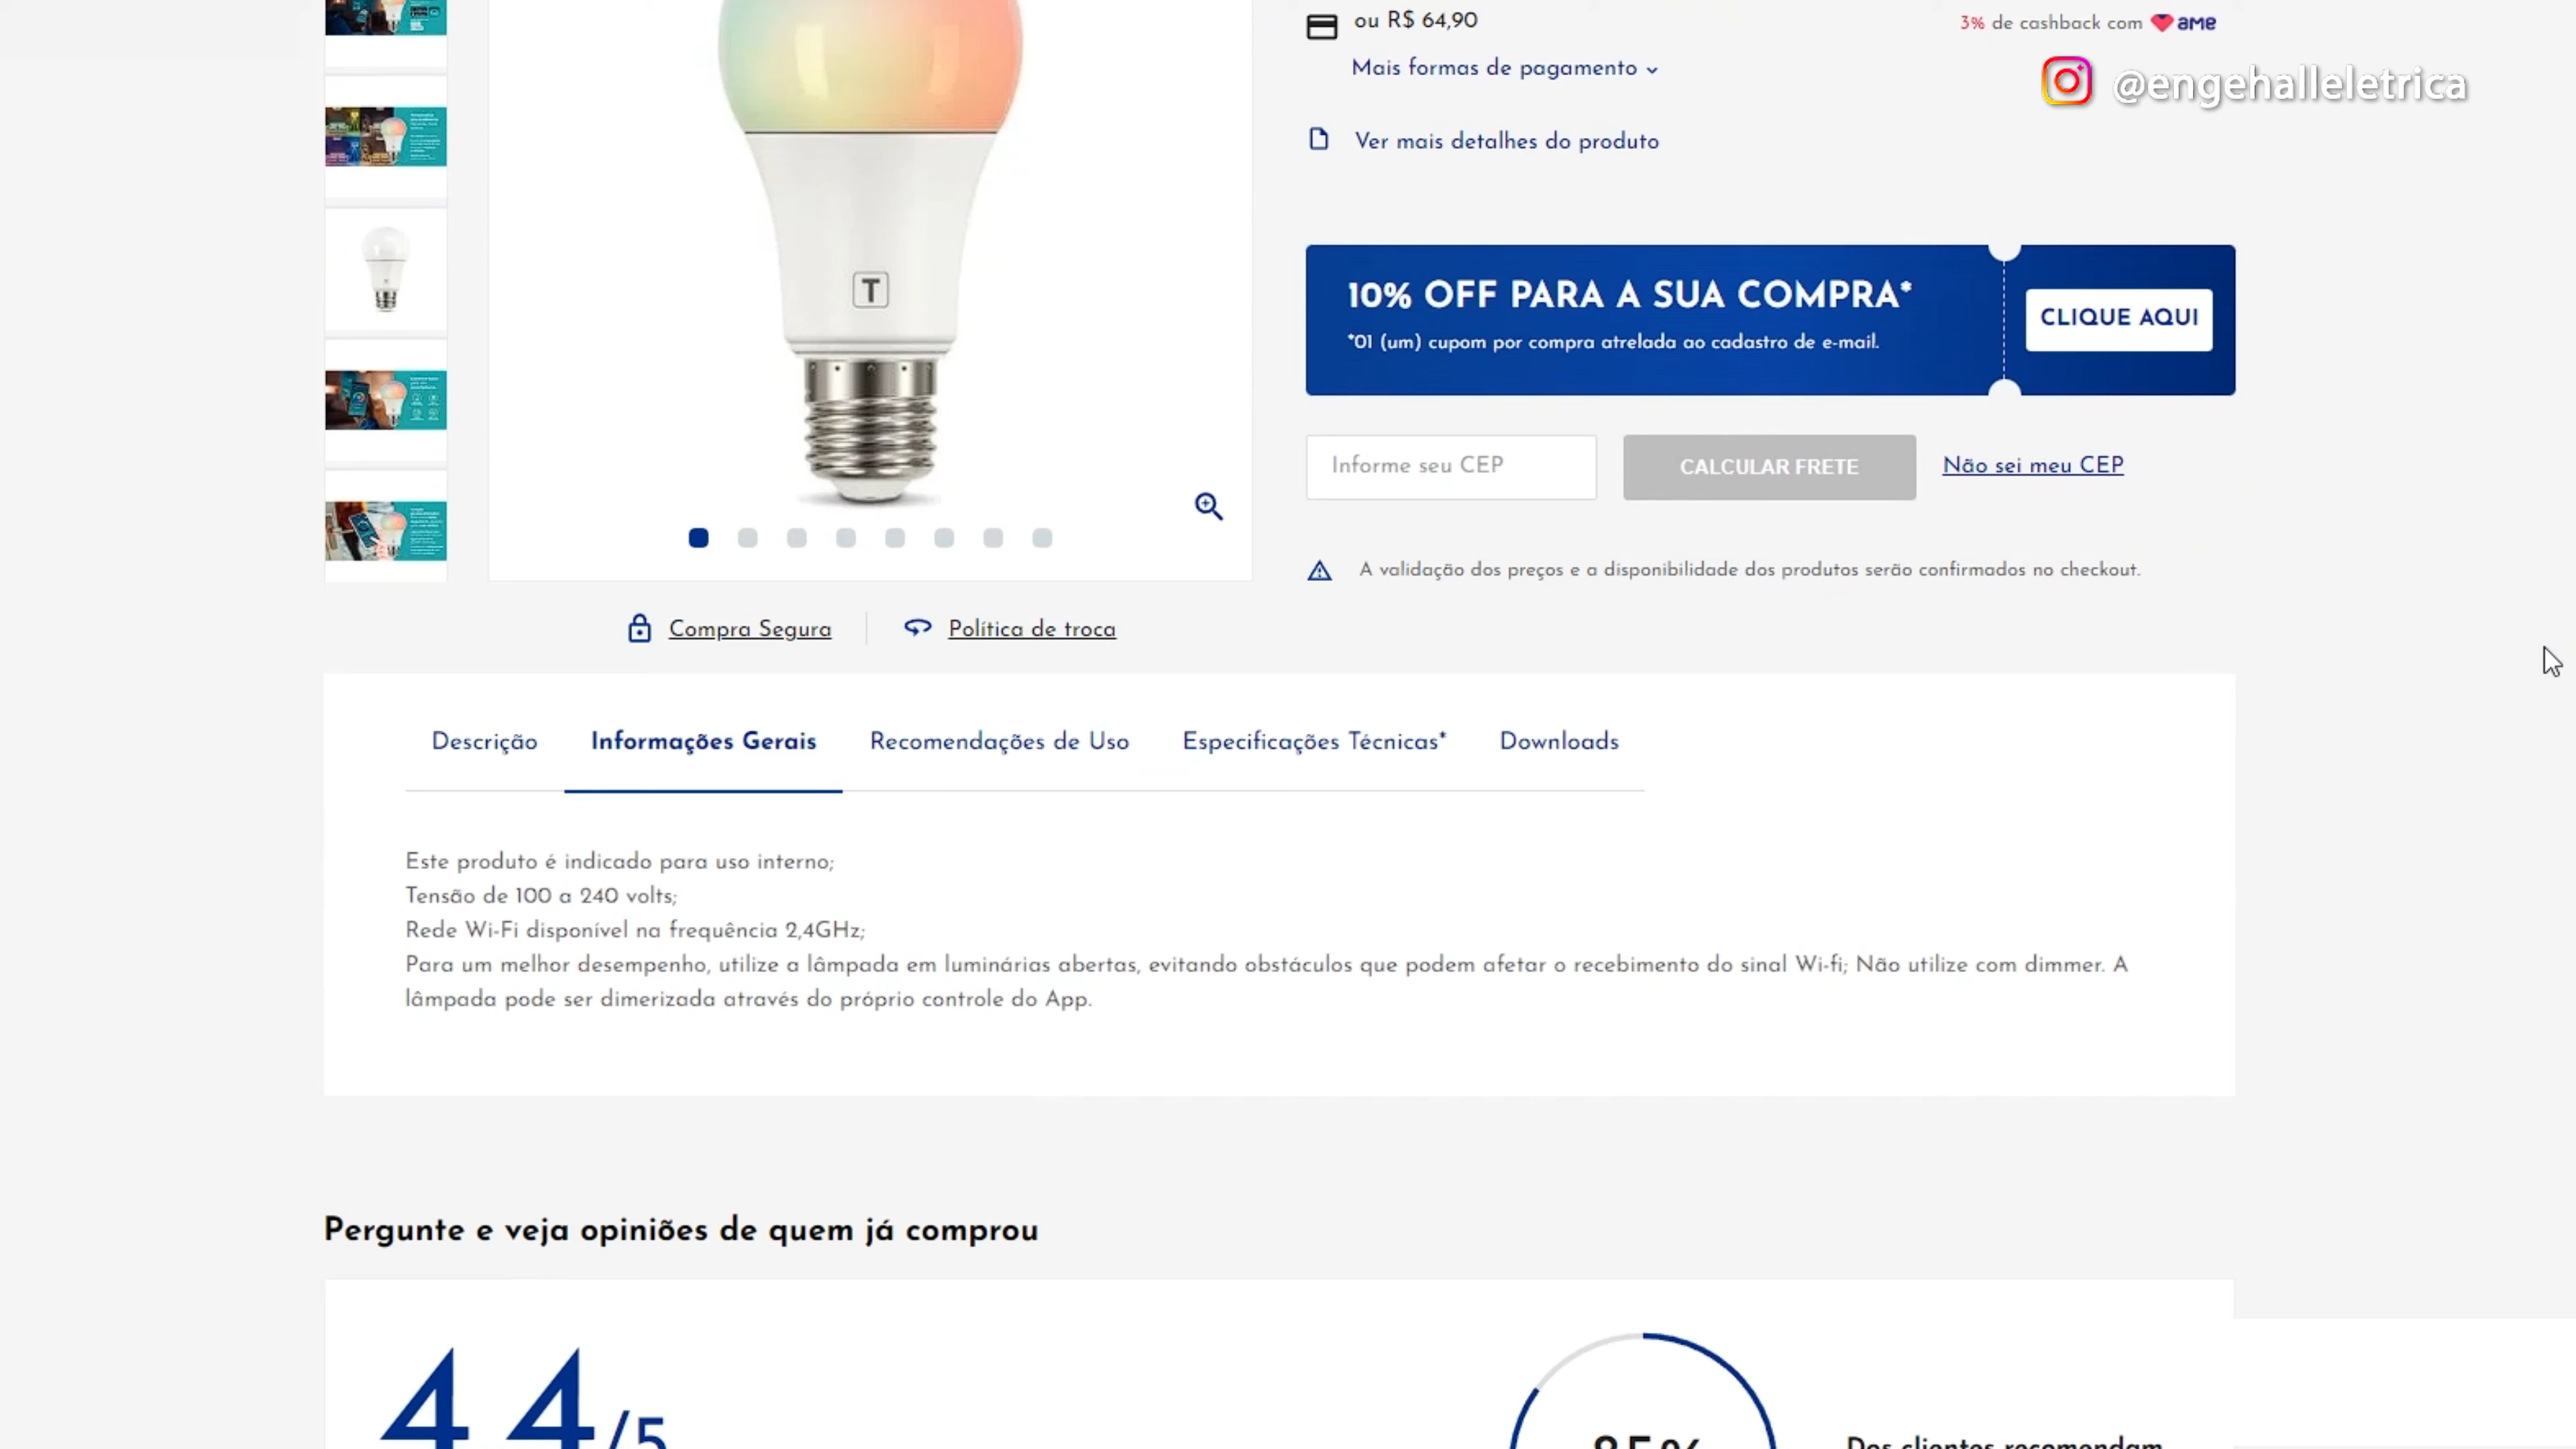 ou R$ 64,90
3% de cashback com ame
Mais formas de pagamento
@engehalleletrica
Ver mais detalhes do produto
T
10% OFF PARA A SUA COMPRA*
*01 (um) cupom por compra atrelada ao cadastro de e-mail.
CLIQUE AQUI
Informe seu CEP
CALCULAR FRETE
Não sei meu CEP
A validação dos preços e a disponibilidade dos produtos serão confirmados no checkout.
Compra Segura
Política de troca
Descrição
Informações Gerais
Recomendações de Uso
Especificações Técnicas*
Downloads
Este produto é indicado para uso interno;
Tensão de 100 a 240 volts;
Rede Wi-Fi disponível na frequência 2,4GHz;
Para um melhor desempenho, utilize a lâmpada em luminárias abertas, evitando obstáculos que podem afetar o recebimento do sinal Wi-fi; Não utilize com dimmer. A
lâmpada pode ser dimerizada através do próprio controle do App.
Pergunte e veja opiniões de quem já comprou
4.4/5
85%
Dos clientes recomendam